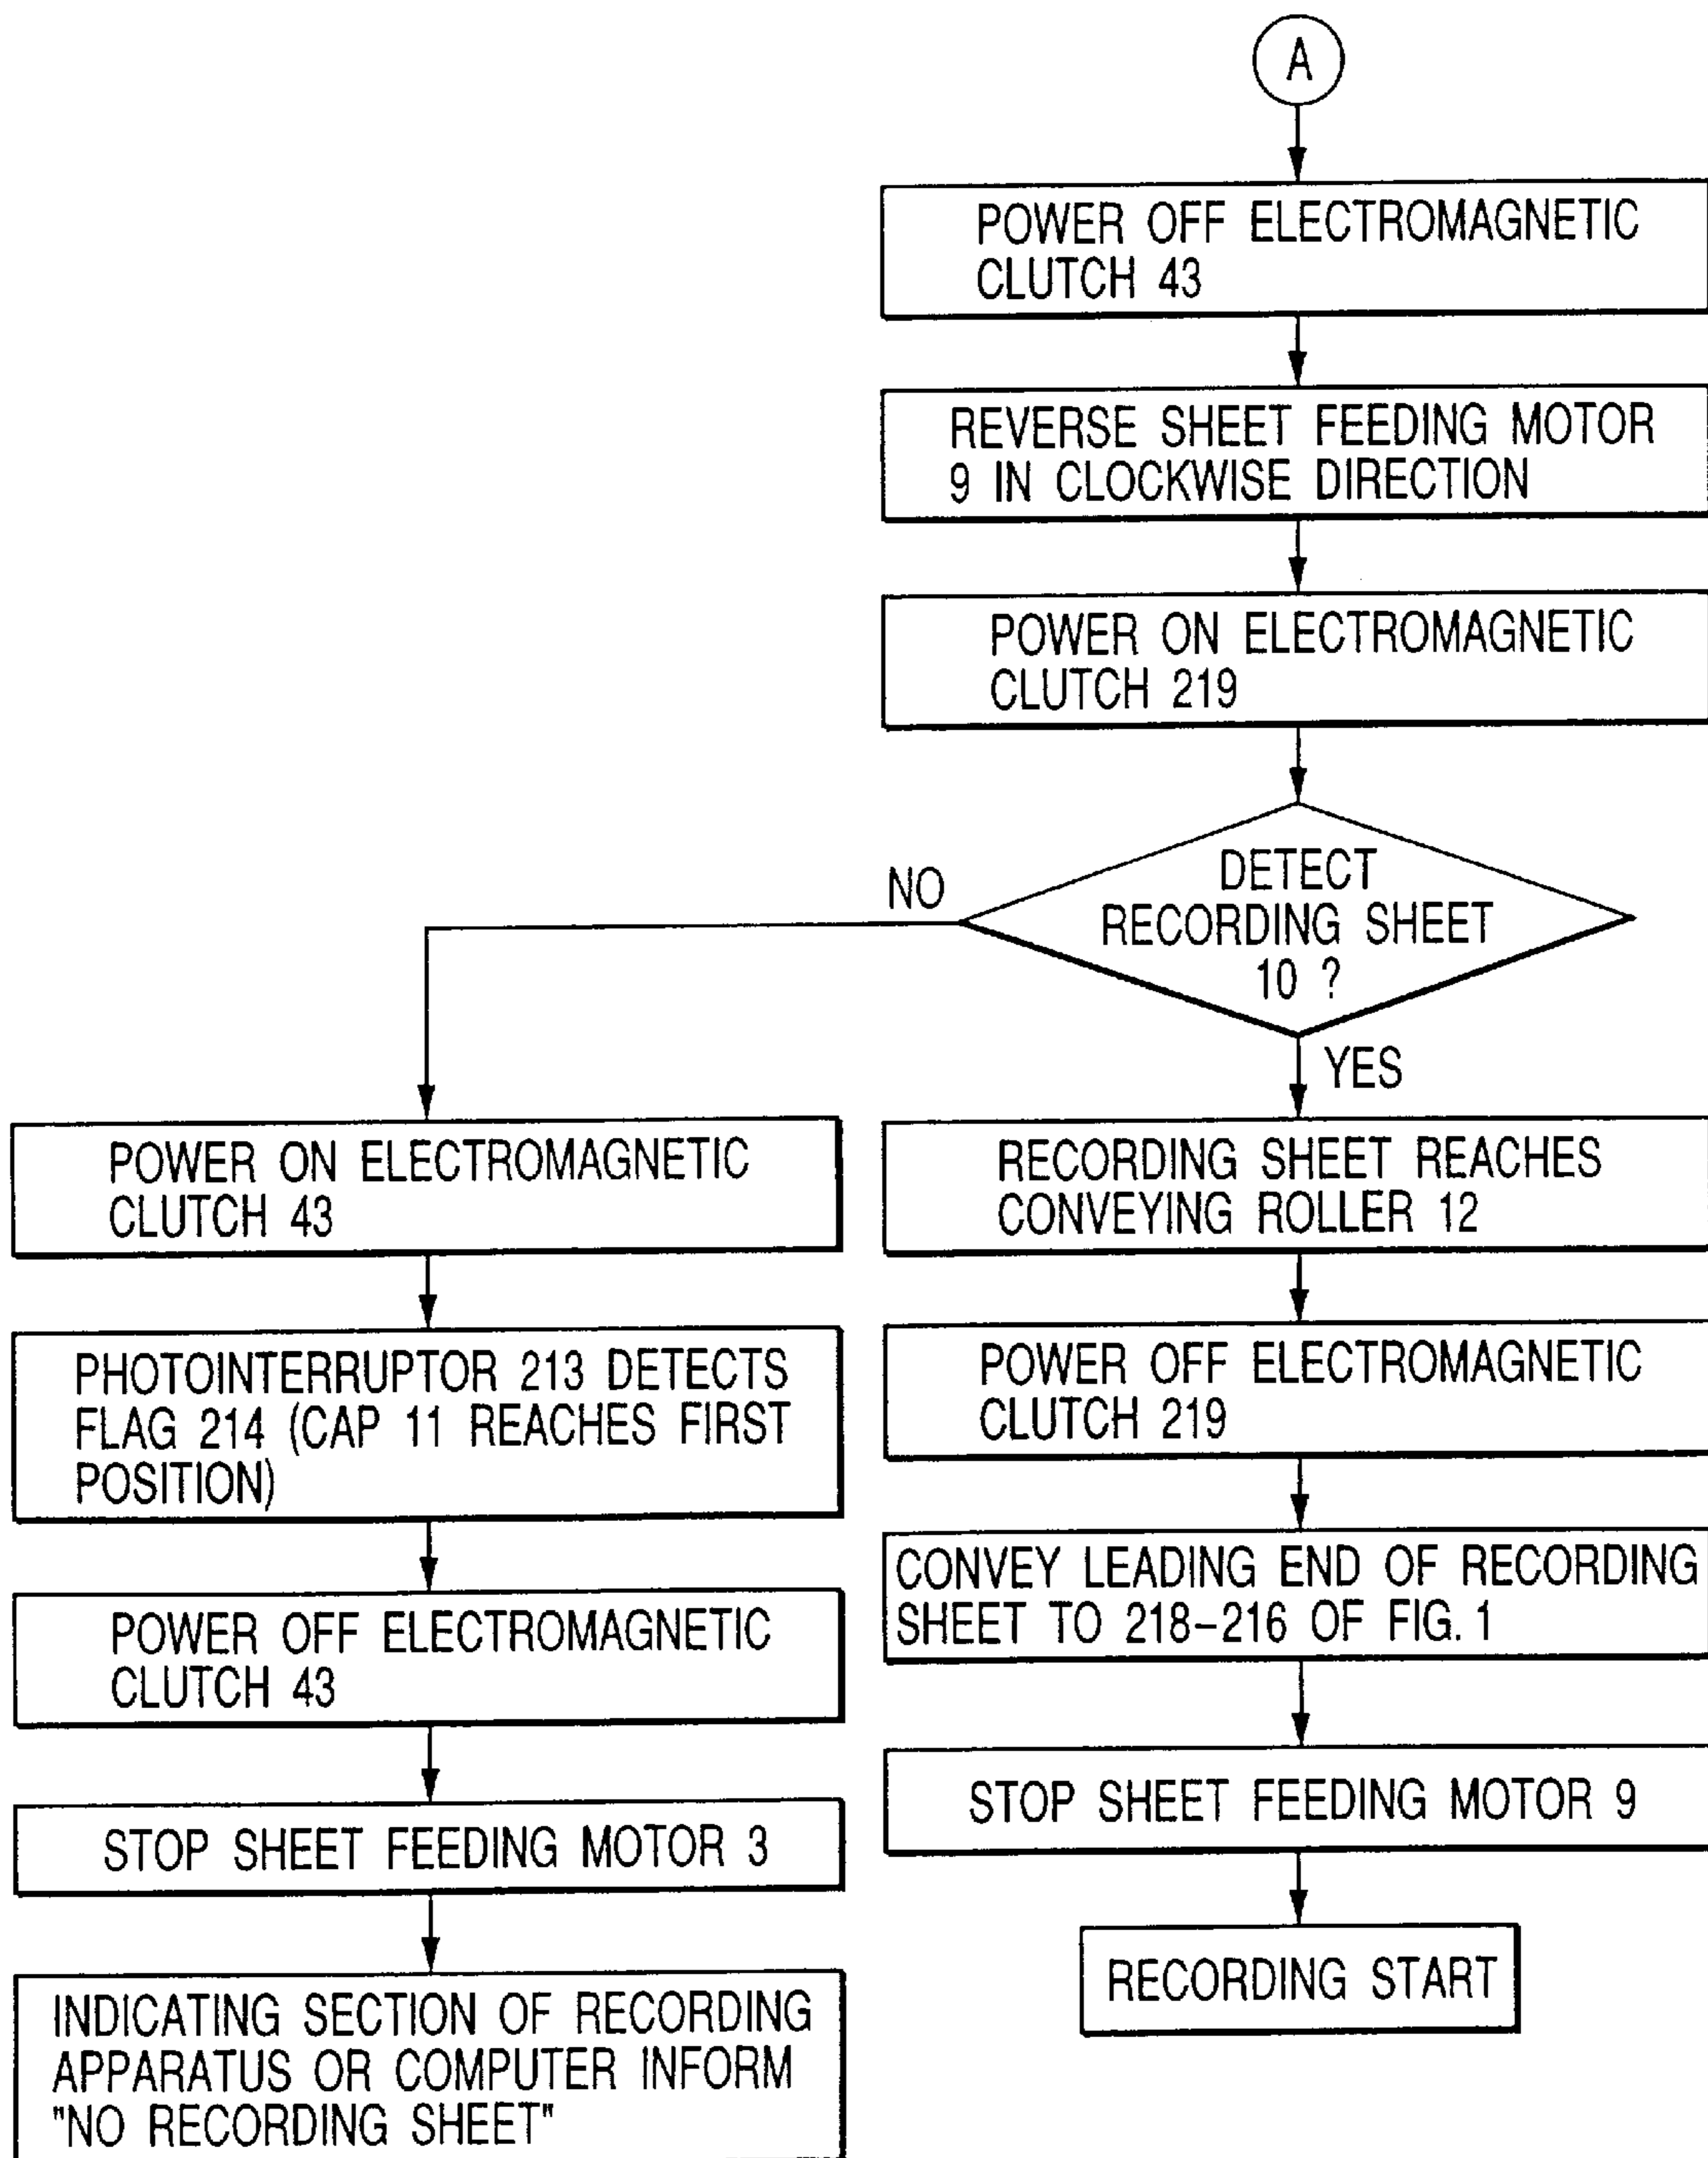 A
POWER OFF ELECTROMAGNETIC
CLUTCH 43
REVERSE SHEET FEEDING MOTOR
9 IN CLOCKWISE DIRECTION
POWER ON ELECTROMAGNETIC
CLUTCH 219
DETECT
RECORDING SHEET
10 ?
NO
YES
POWER ON ELECTROMAGNETIC
CLUTCH 43
PHOTOINTERRUPTOR 213 DETECTS
FLAG 214 (CAP 11 REACHES FIRST
POSITION)
POWER OFF ELECTROMAGNETIC
CLUTCH 43
STOP SHEET FEEDING MOTOR 3
INDICATING SECTION OF RECORDING
APPARATUS OR COMPUTER INFORM
"NO RECORDING SHEET"
RECORDING SHEET REACHES
CONVEYING ROLLER 12
POWER OFF ELECTROMAGNETIC
CLUTCH 219
CONVEY LEADING END OF RECORDING
SHEET TO 218-216 OF FIG. 1
STOP SHEET FEEDING MOTOR 9
RECORDING START